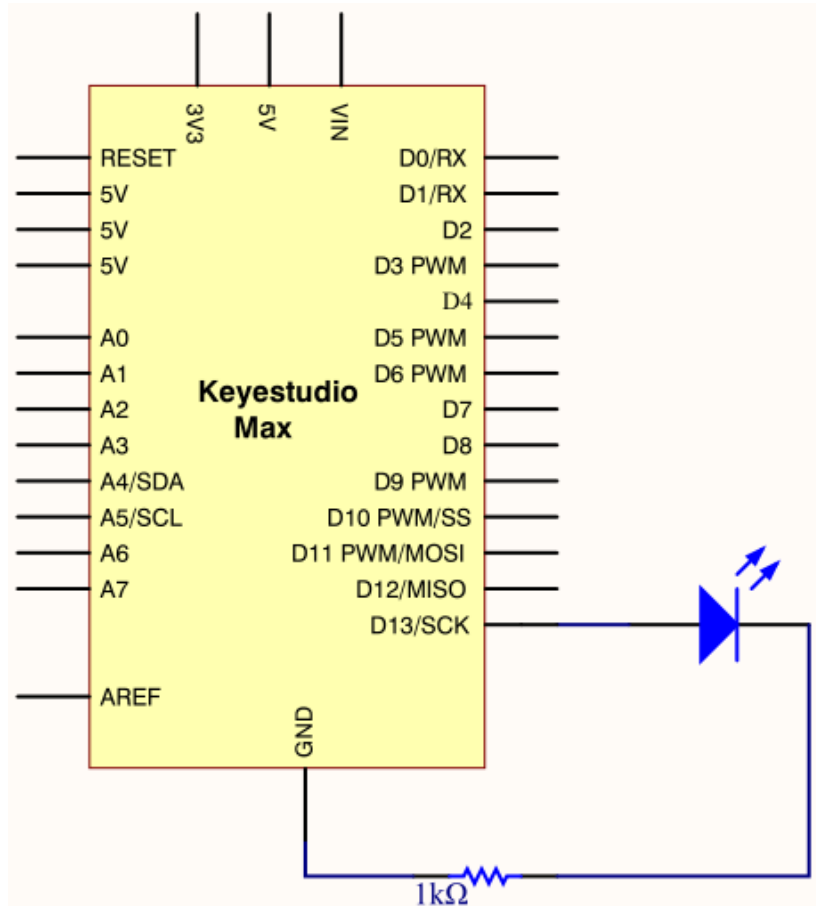 3V3
5V
VIN
RESET
5V
5V
5V
A0
A1
A2
A3
A4/SDA
A5/SCL
A6
A7
AREF
Keyestudio
Max
D0/RX
D1/RX
D2
D3 PWM
D4
D5 PWM
D6 PWM
D7
D8
D9 PWM
D10 PWM/SS
D11 PWM/MOSI
D12/MISO
D13/SCK
GND
1kΩ